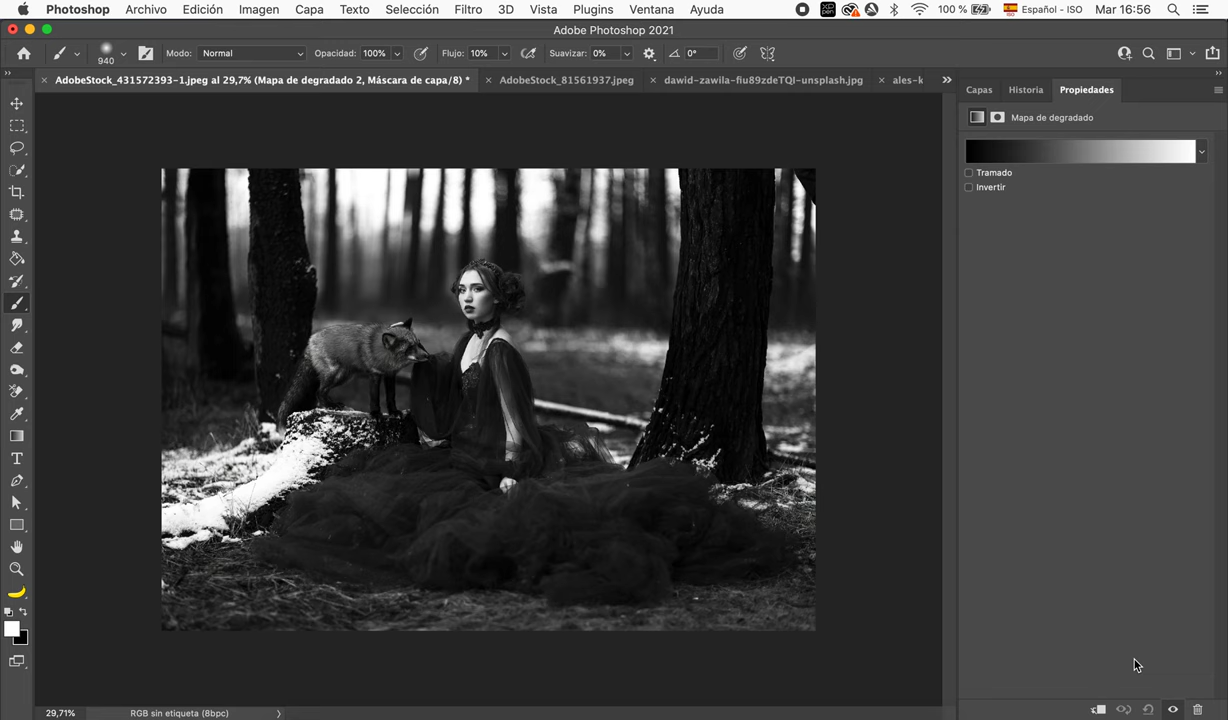 Photoshop Archivo Edición Imagen Capa Texto Selección Filtro 3D Vista Plugins Ventana Ayuda 100 % Español - ISO Mar 16:56
Adobe Photoshop 2021
940 Modo: Normal Opacidad: 100% Flujo: 10% Suavizar: 0% 0°
AdobeStock_431572393-1.jpeg al 29,7% (Mapa de degradado 2, Máscara de capa/8) * AdobeStock_81561937.jpeg dawid-zawila-fiu89zdeTQI-unsplash.jpg ales-k
Capas Historia Propiedades
Mapa de degradado
Tramado
Invertir
29,71% RGB sin etiqueta (8bpc)